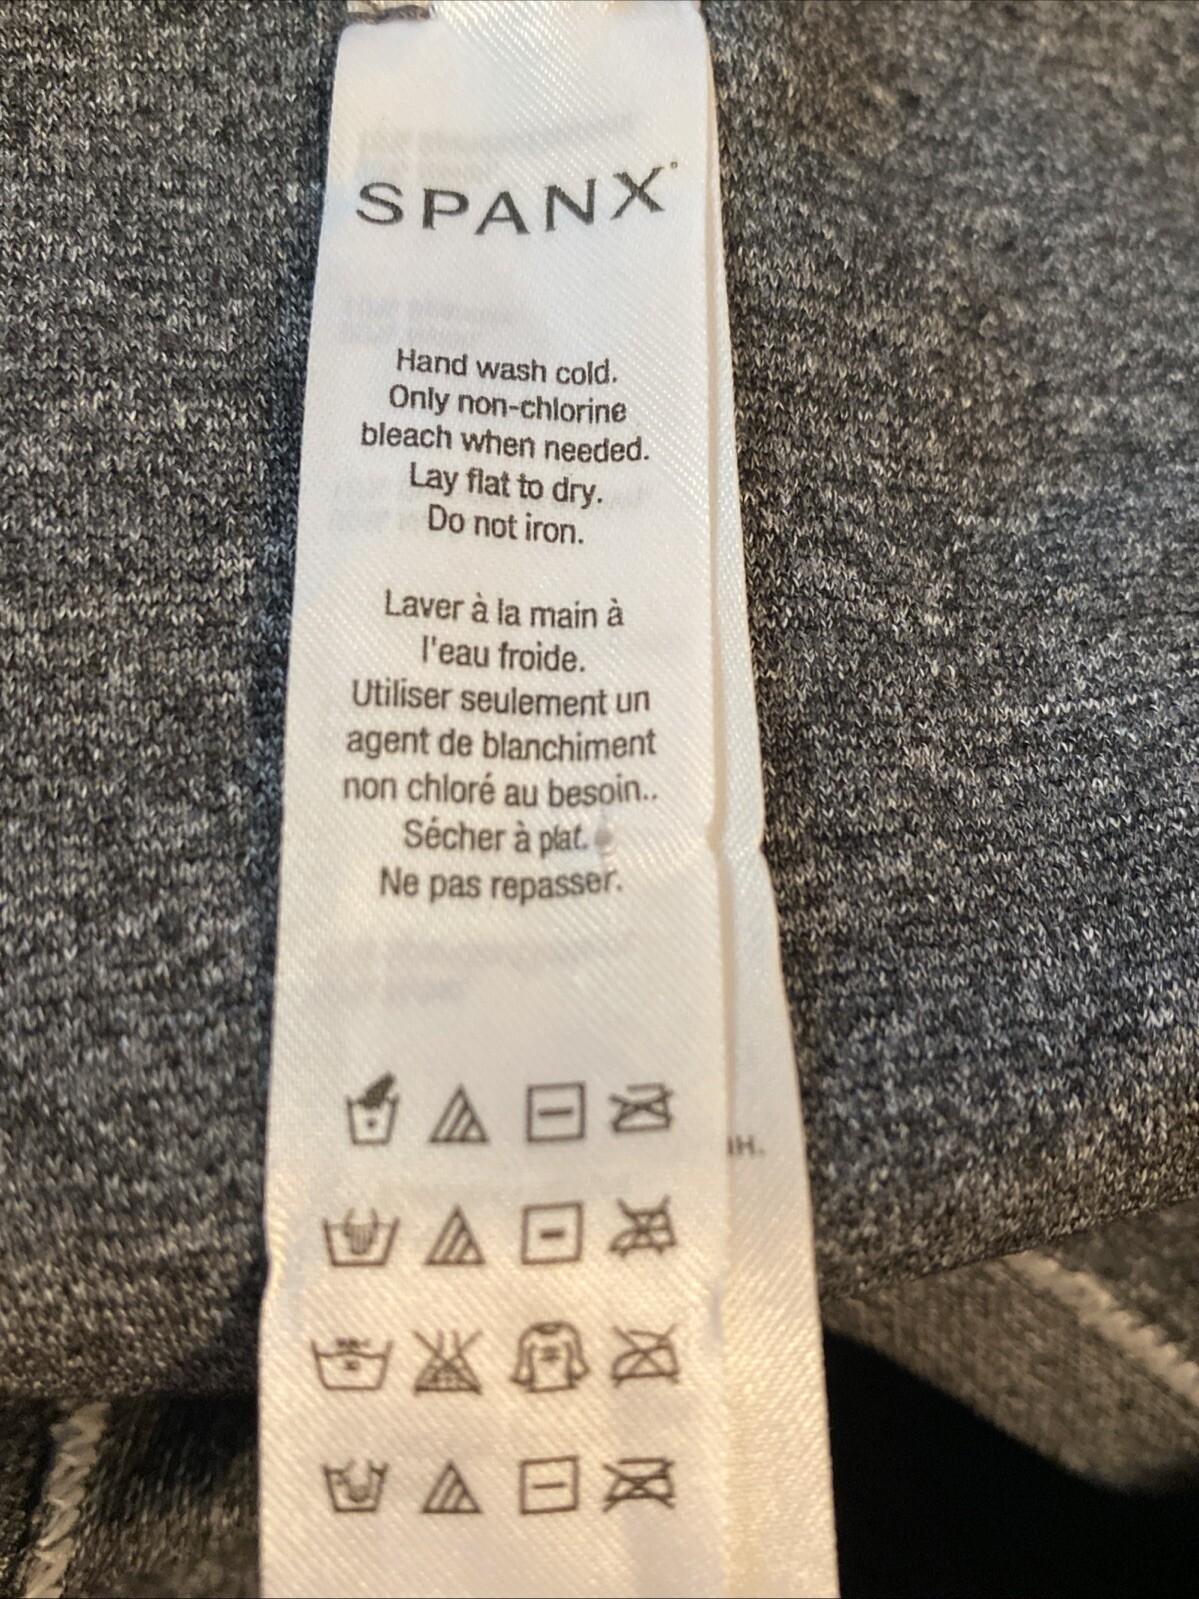 SPANX
Hand wash cold.
Only non-chlorine
bleach when needed.
Lay flat to dry.
Do not iron.
Laver à la main à
l'eau froide.
Utiliser seulement un
agent de blanchiment
non chloré au besoin..
Sécher à plat.
Ne pas repasser.